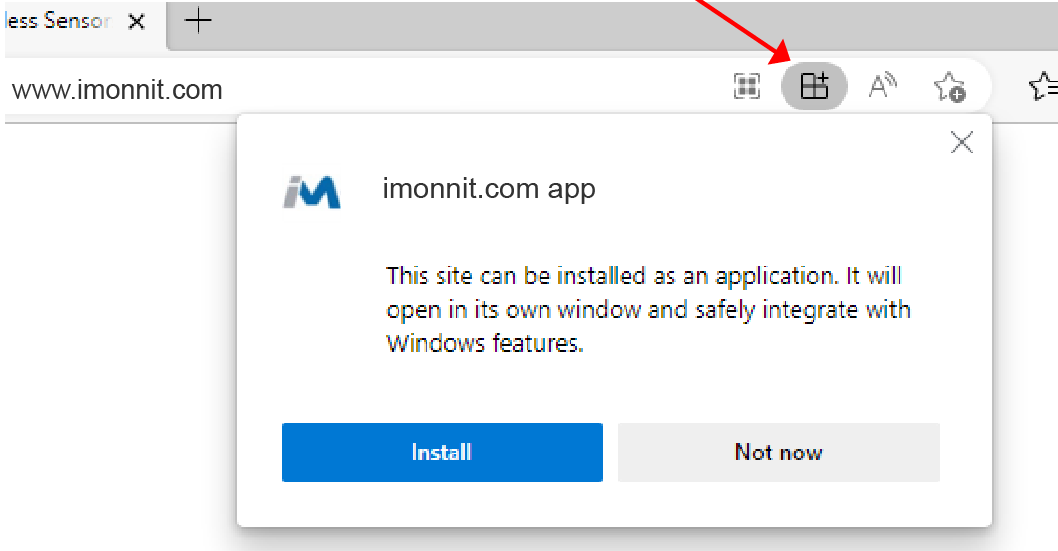 less Sensor
www.imonnit.com
A
iM
imonnit.com app
This site can be installed as an application. It will
open in its own window and safely integrate with
Windows features.
Install
Not now